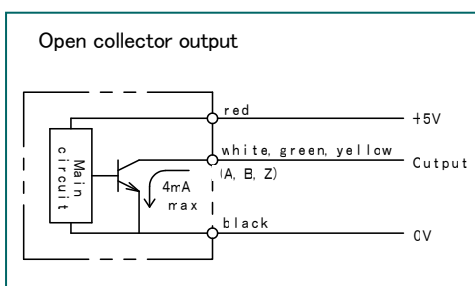 Open collector output
red
+5V
white, green, yellow
Cutput
(A, B, Z)
Main
circuit
4mA
max
black
0V